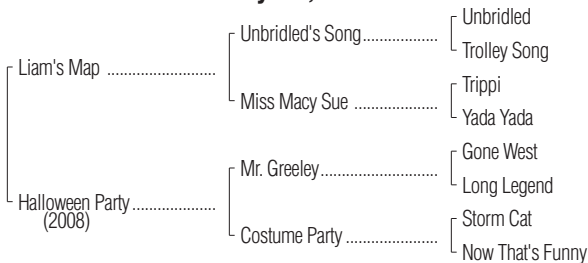 Unbridled
Unbridled's Song..................
Trolley Song
Liam's Map ..........................
Trippi
Miss Macy Sue ....................
Yada Yada
Gone West
Mr. Greeley............................
Long Legend
Halloween Party....................
(2008)
Storm Cat
Costume Party ......................
Now That's Funny